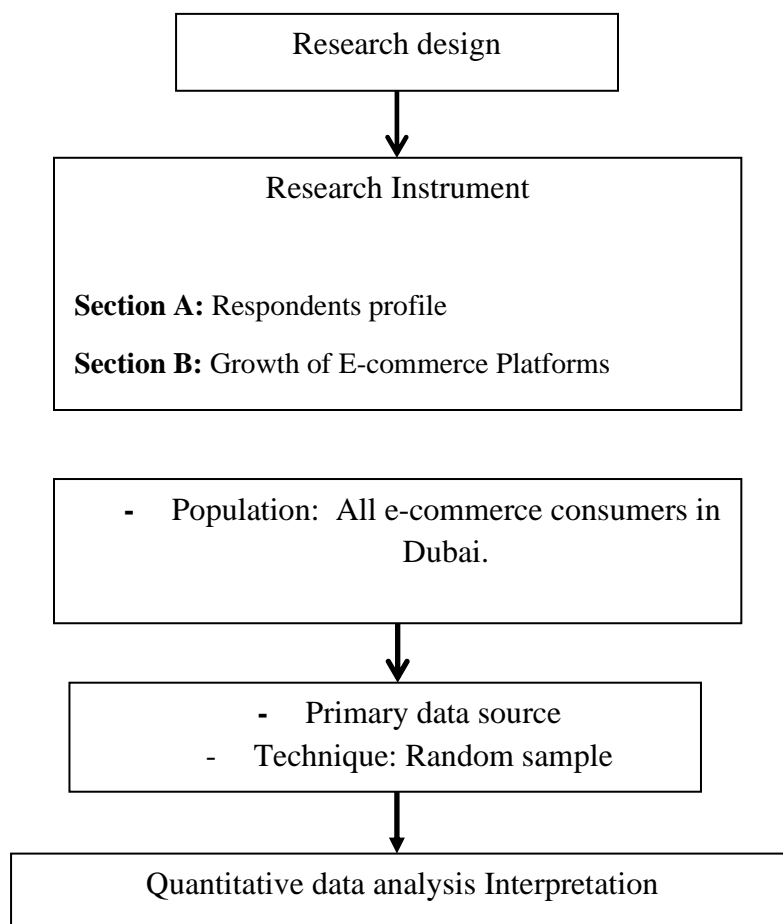 Research design
Research Instrument
Section A: Respondents profile
Section B: Growth of E-commerce Platforms
- Population: All e-commerce consumers in
Dubai.
- Primary data source
- Technique: Random sample
Quantitative data analysis Interpretation